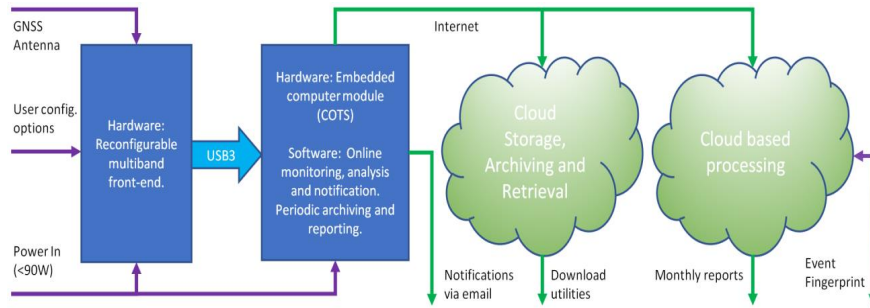 GNSS
Antenna
User config.
options
Power In
(<90W)
Hardware:
Reconfigurable
multiband
front-end.
USB3
Hardware: Embedded
computer module
(COTS)
Software: Online
monitoring, analysis
and notification.
Periodic archiving and
reporting.
Internet
Cloud
Storage,
Archiving and
Retrieval
Cloud based
processing
Notifications
via email
Download
utilities
Monthly reports
Event
Fingerprint